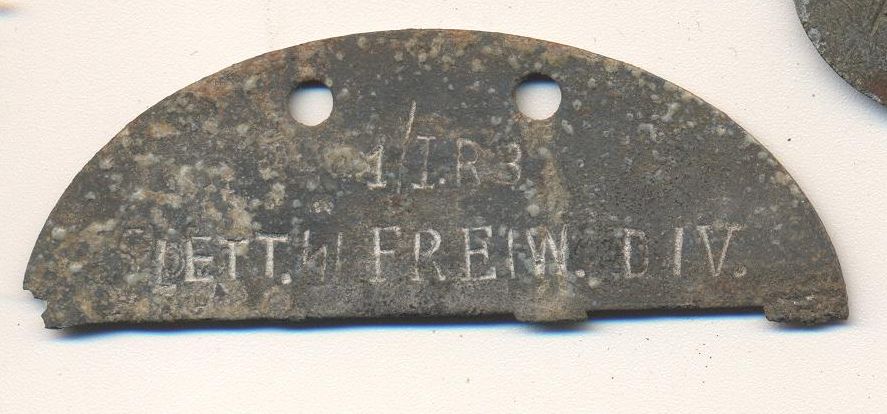 1/I.R 3
LETT. FREIW. DIV.